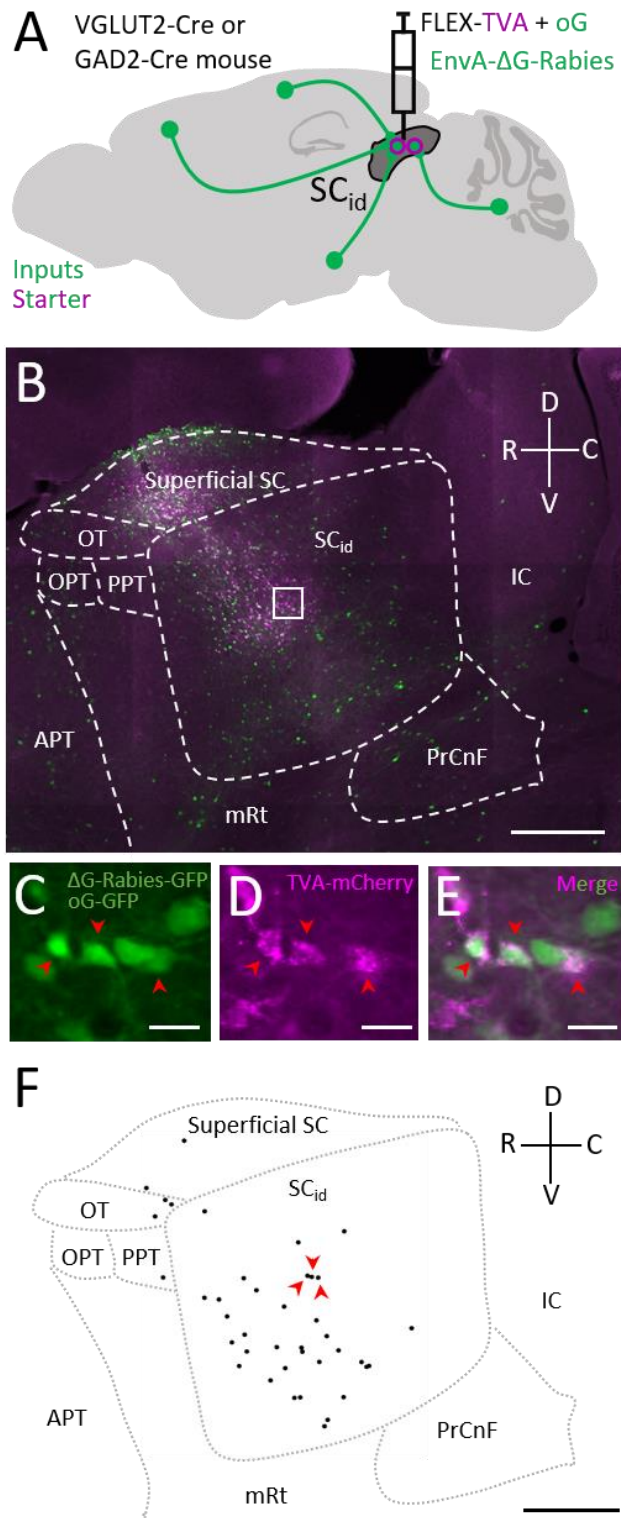 A
VGLUT2-Cre or
GAD2-Cre mouse
FLEX-TVA + oG
EnvA-ΔG-Rabies
SCid
Inputs
Starter
B
D
R
C
V
Superficial SC
OT
SCid
OPT
PPT
IC
APT
PrCnF
mRt
C
ΔG-Rabies-GFP
oG-GFP
D
TVA-mCherry
E
Merge
F
D
R
C
V
Superficial SC
SCid
OT
OPT
PPT
IC
APT
PrCnF
mRt